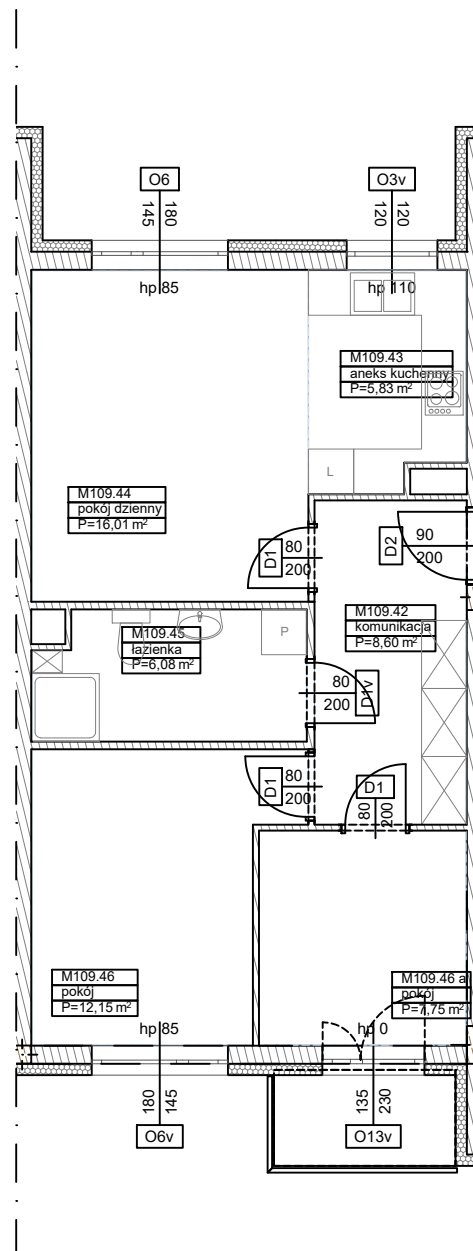 O6
O3v
145
180
120
120
hp 85
hp 110
M109.43
aneks kuchenny
P=5,83 m²
L
M109.44
pokój dzienny
P=16,01 m²
D1
80
200
D2
90
200
M109.42
komunikacja
P=8,60 m²
M109.45
łazienka
P=6,08 m²
P
80
200
D1v
D1
80
200
D1
80
200
M109.46
pokój
P=12,15 m²
M109.46 a
pokój
P=7,75 m²
hp 85
hp 0
180
145
135
230
O6v
O13v